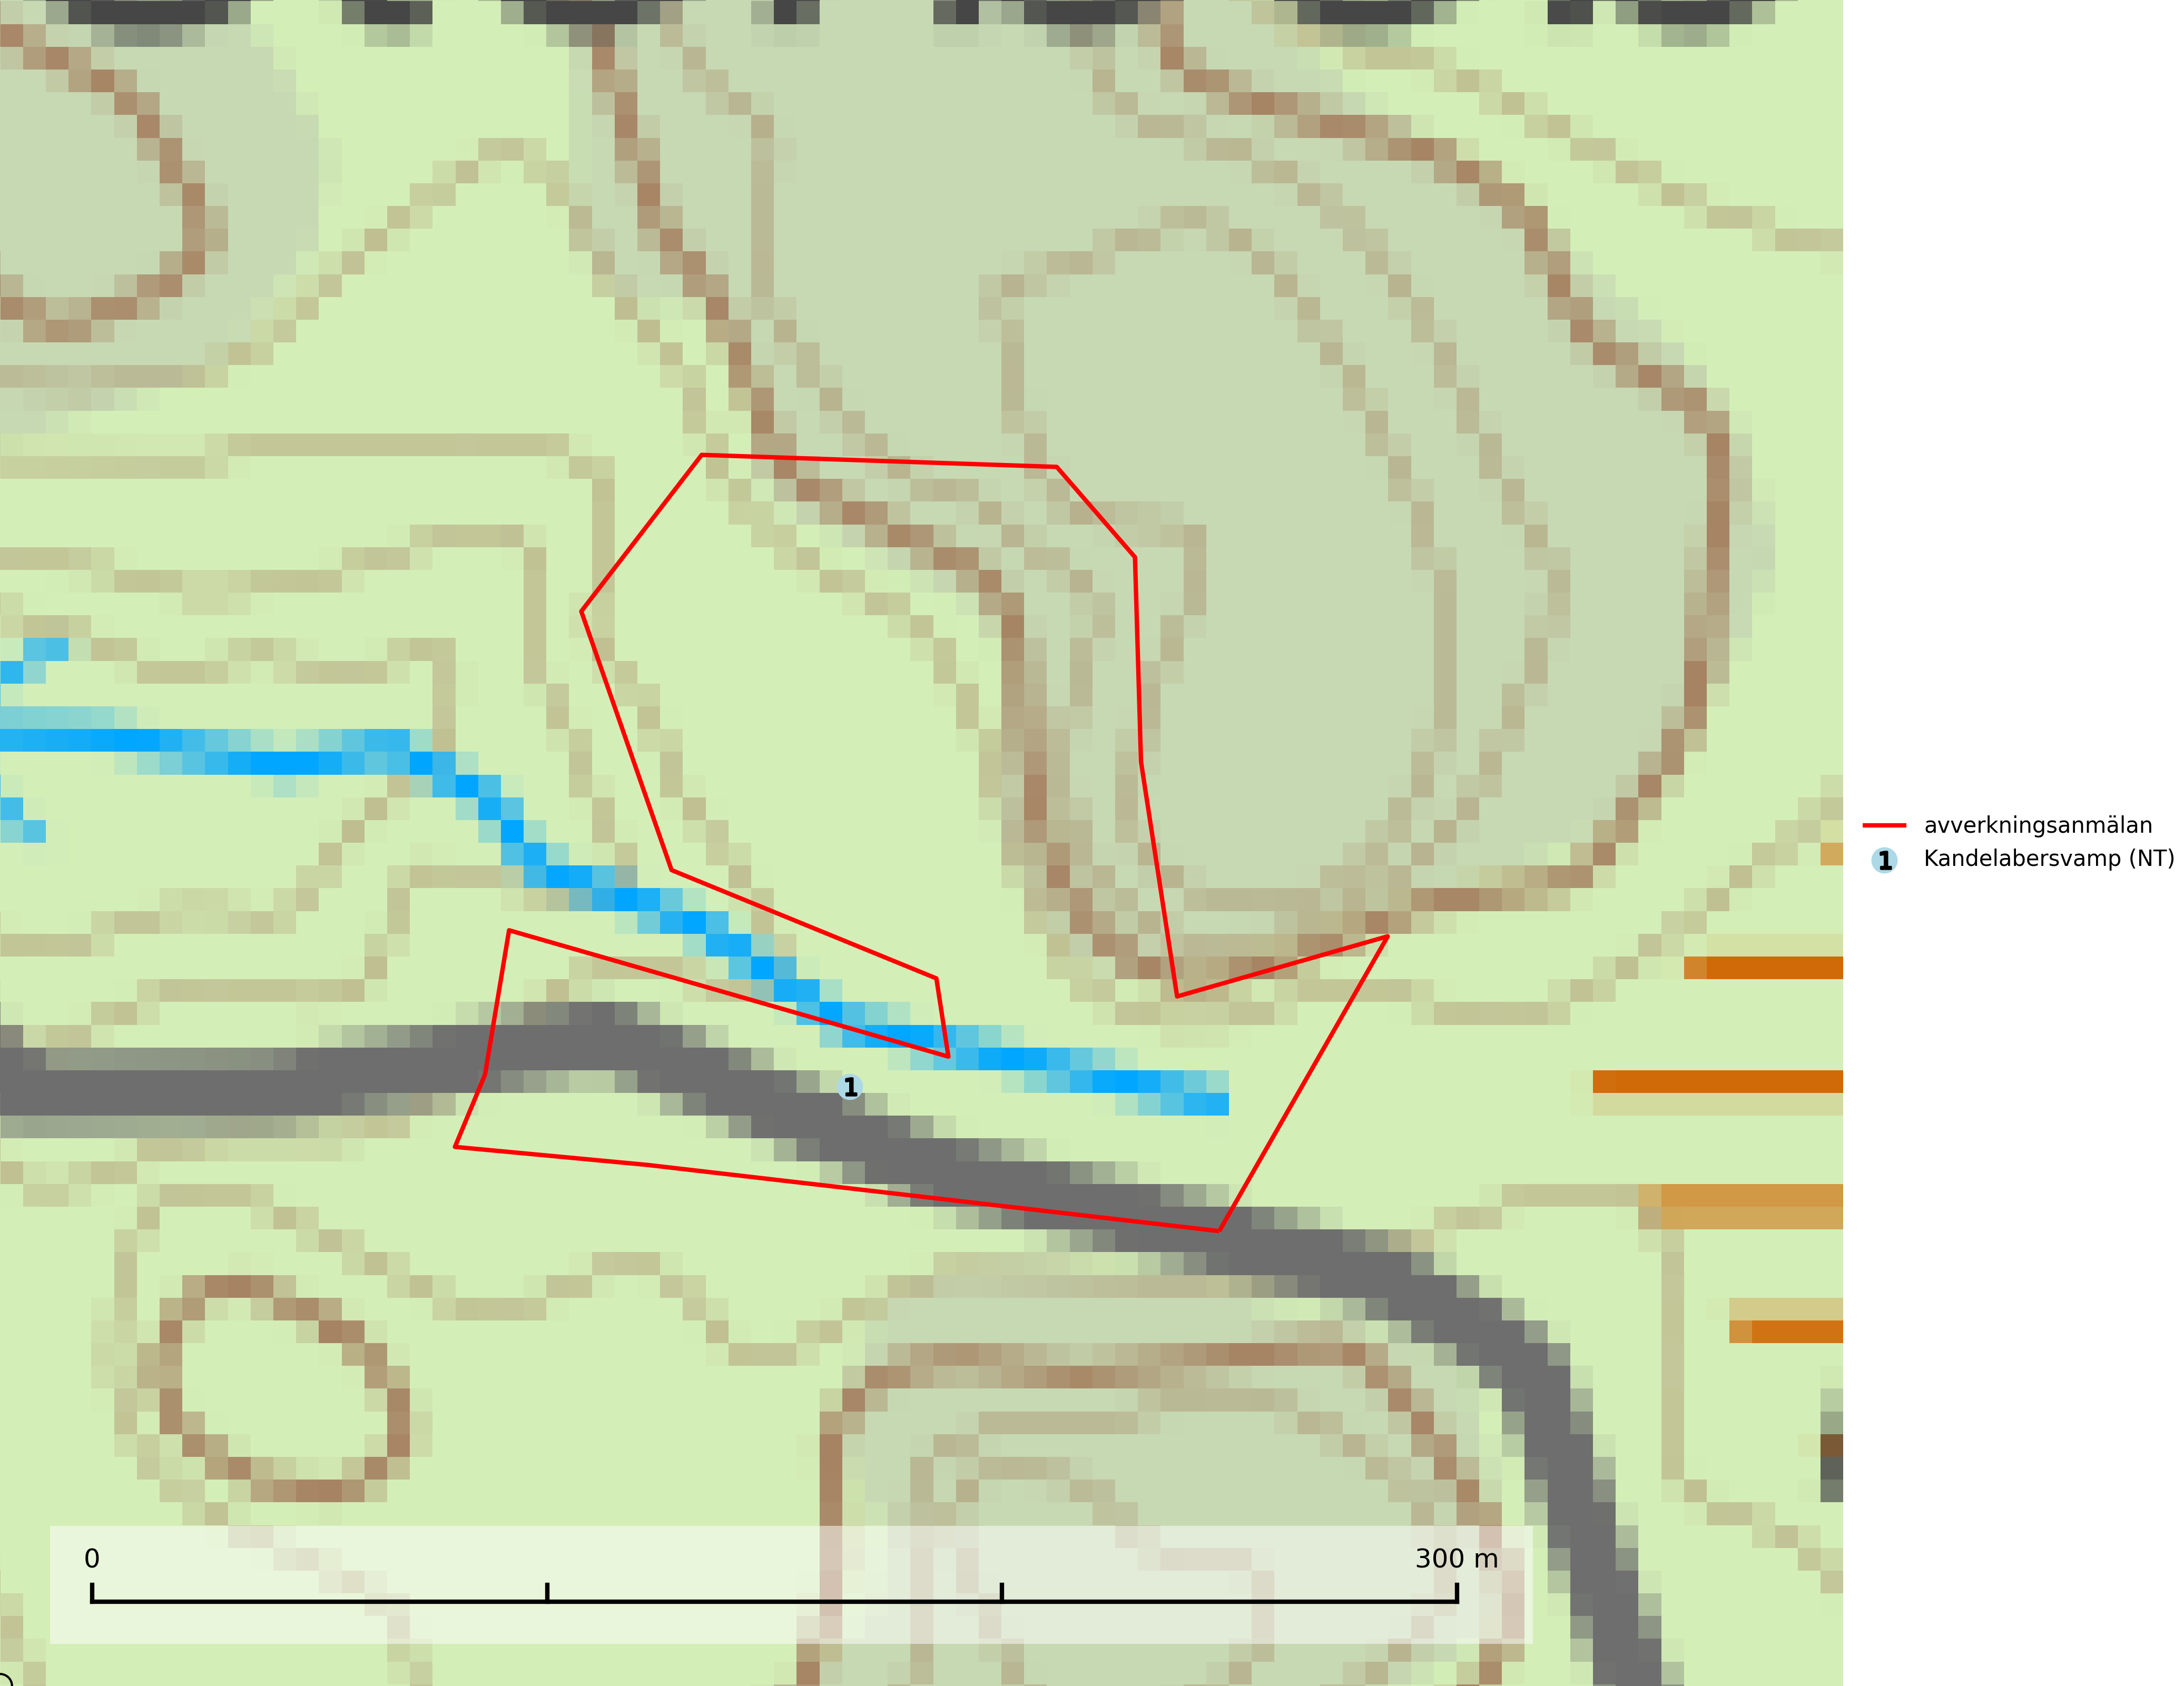 avverkningsanmälan
1 Kandelabersvamp (NT)
1
0 300 m